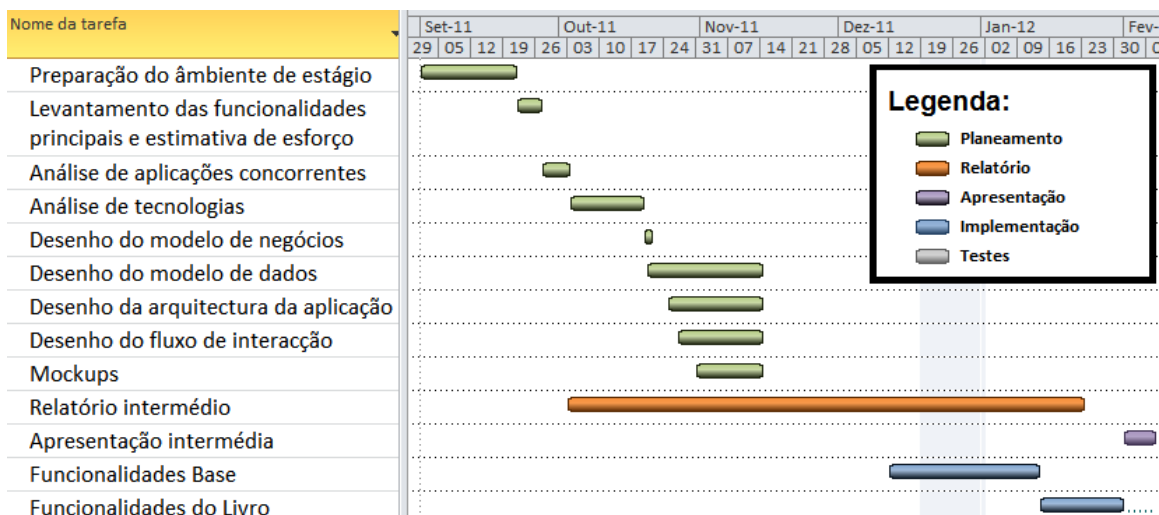 Nome da tarefa
Set-11 Out-11 Nov-11 Dez-11 Jan-12 Fev-
29 05 12 19 26 03 10 17 24 31 07 14 21 28 05 12 19 26 02 09 16 23 30 0
Preparação do âmbiente de estágio
Levantamento das funcionalidades
principais e estimativa de esforço
Análise de aplicações concorrentes
Análise de tecnologias
Desenho do modelo de negócios
Desenho do modelo de dados
Desenho da arquitectura da aplicação
Desenho do fluxo de interacção
Mockups
Relatório intermédio
Apresentação intermédia
Funcionalidades Base
Funcionalidades do Livro
Legenda:
Planeamento
Relatório
Apresentação
Implementação
Testes